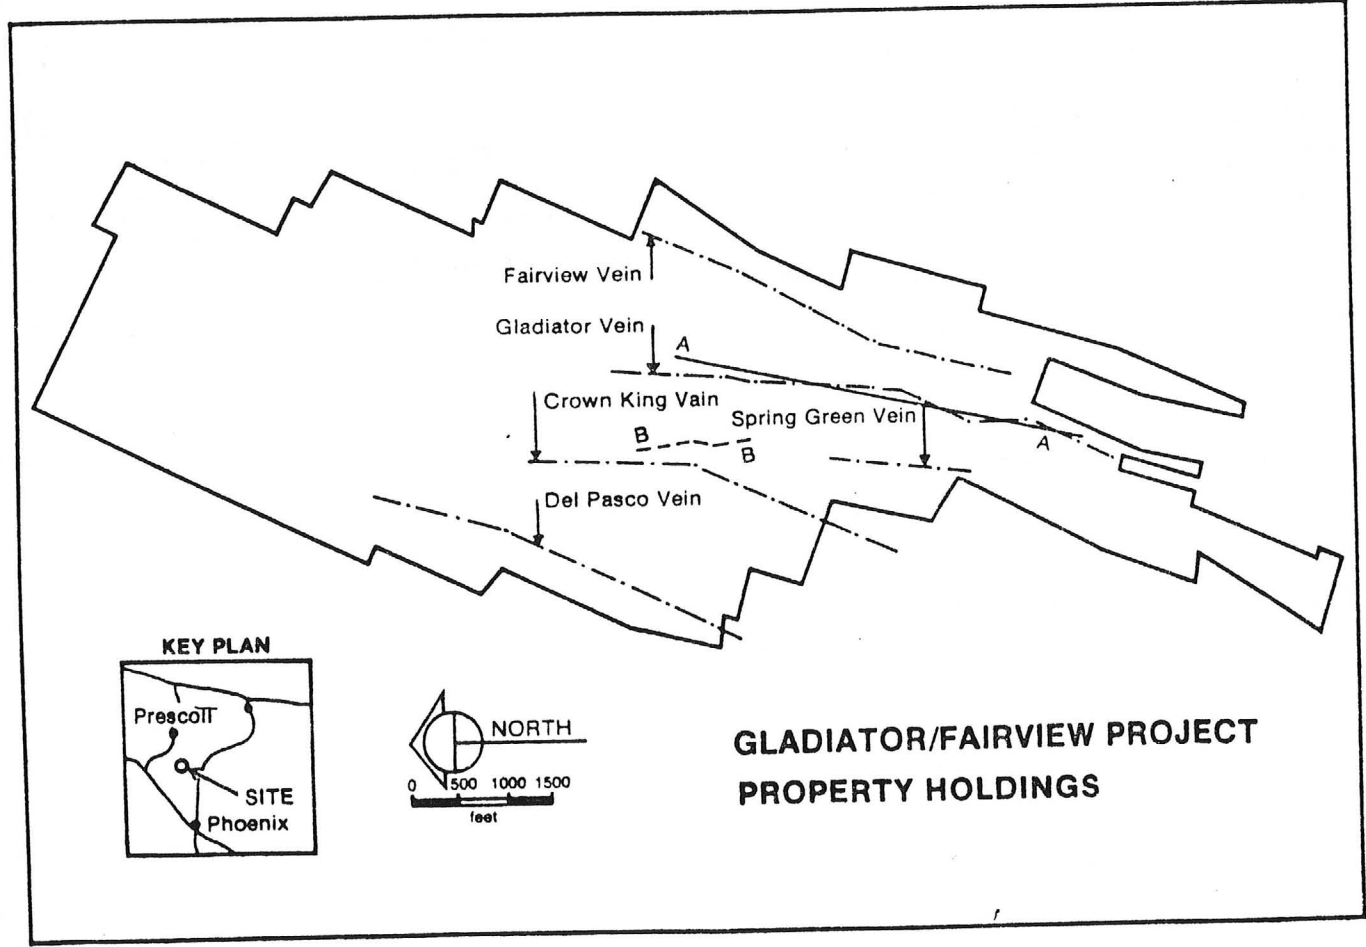 Fairview Vein
Gladiator Vein
A
Crown King Vain
Spring Green Vein
B
B
A
Del Pasco Vein
KEY PLAN
Prescott
SITE
Phoenix
NORTH
0 500 1000 1500
feet
GLADIATOR/FAIRVIEW PROJECT
PROPERTY HOLDINGS